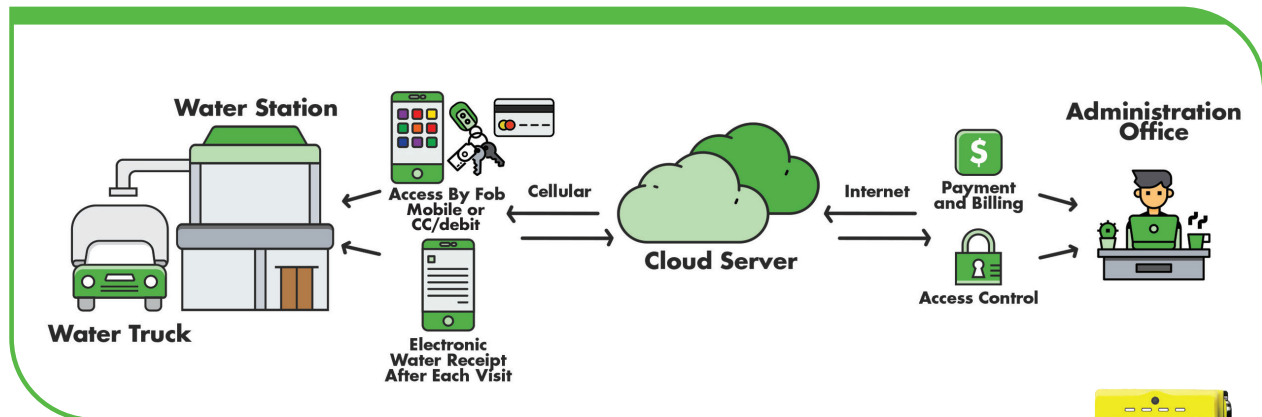 Water Station
Water Truck
Access By Fob
Mobile or
CC/debit
Electronic
Water Receipt
After Each Visit
Cellular
Cloud Server
Internet
$
Payment
and Billing
Access Control
Administration
Office